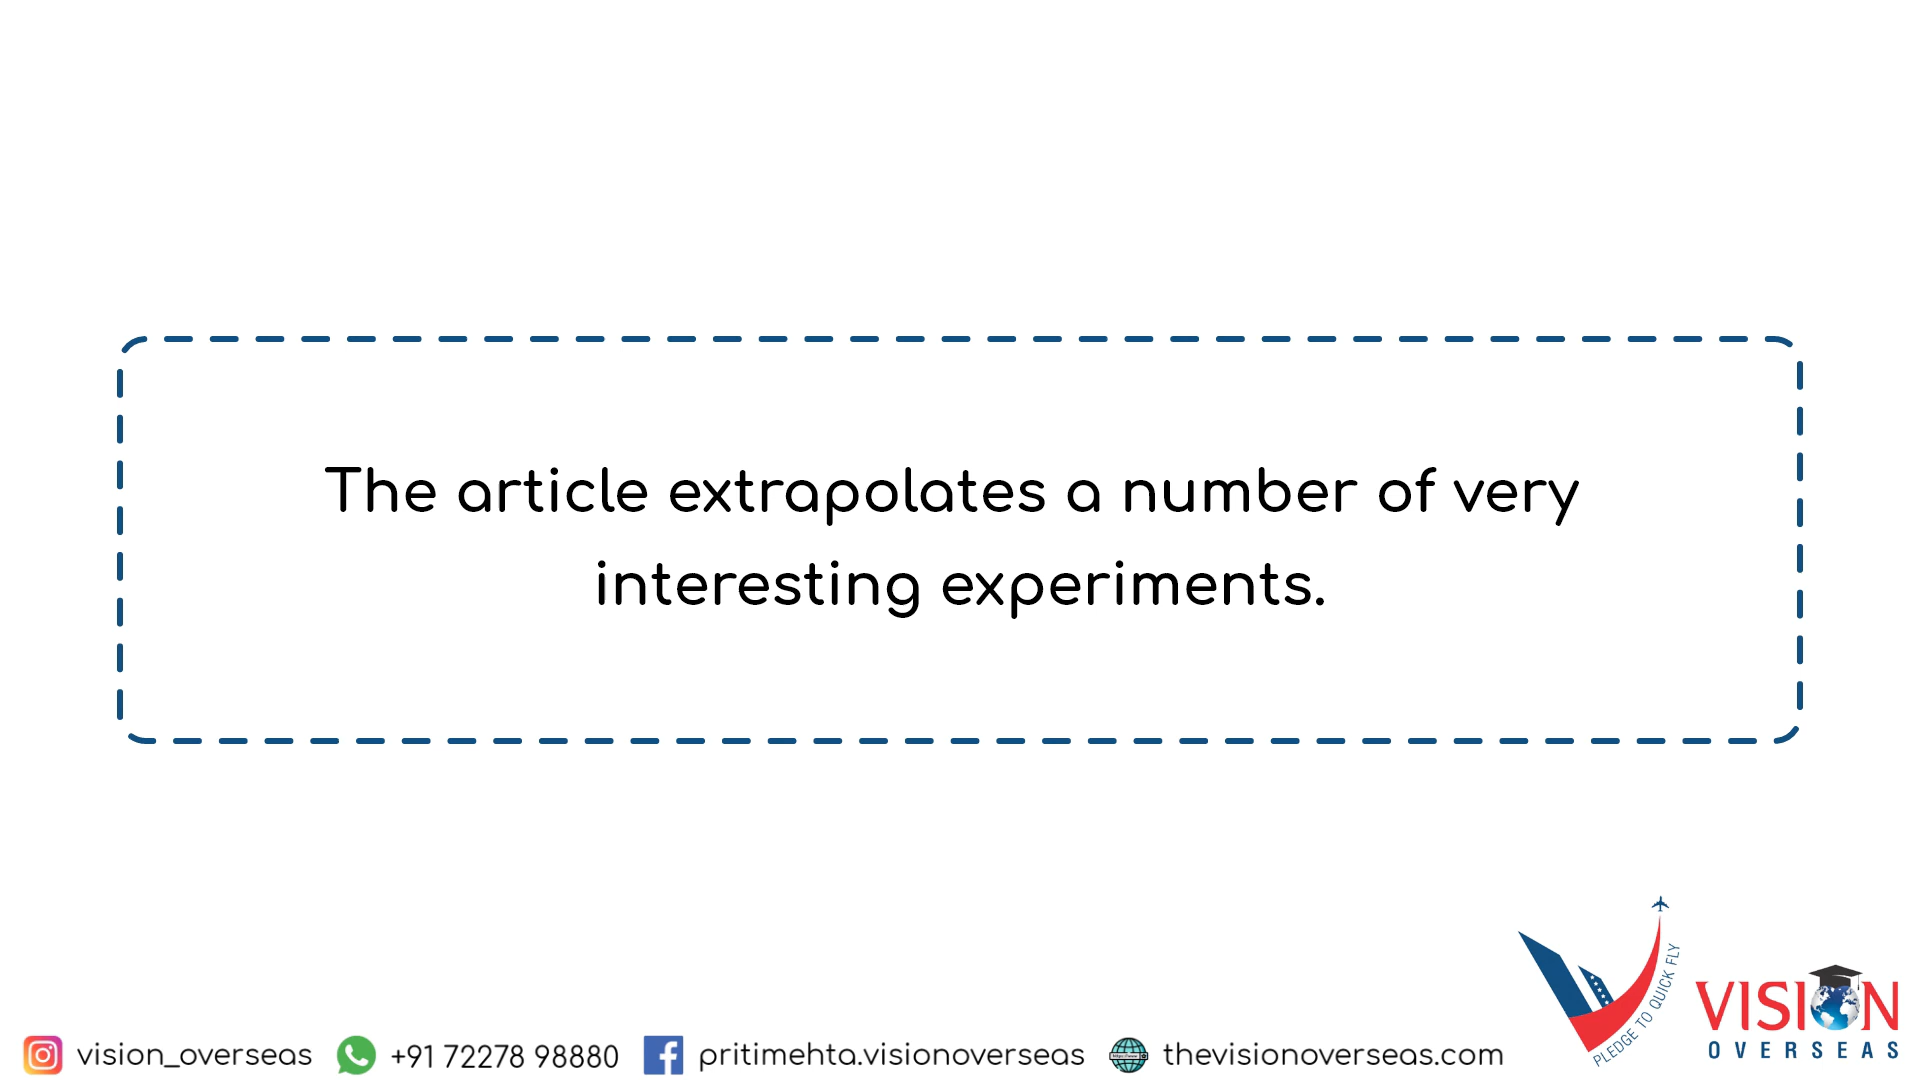 The article extrapolates a number of very
interesting experiments.
PLEDGE TO QUICK FLY
VISION
OVERSEAS
vision_overseas
+91 72278 98880
pritimehta.visionoverseas
thevisionoverseas.com